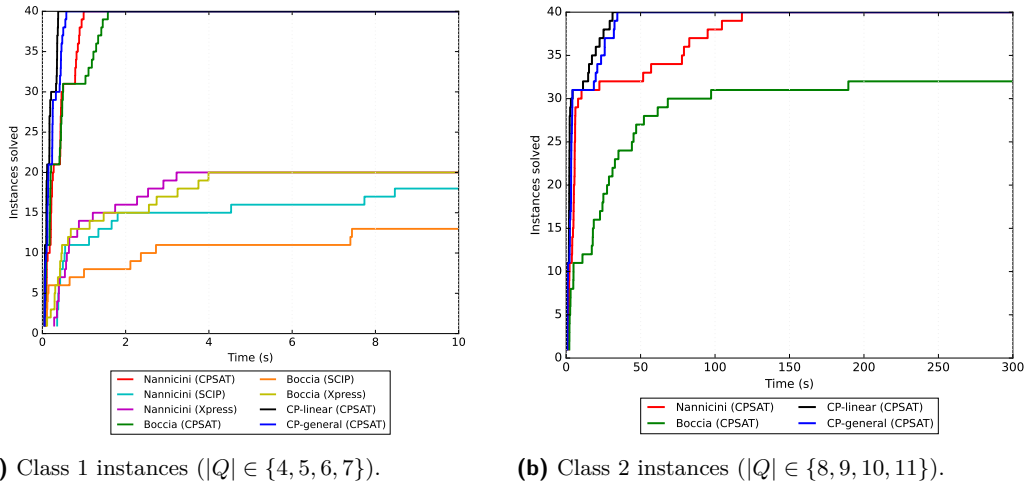 40
35
30
25
20
15
10
5
0
Instances solved
0 2 4 6 8 10
Time (s)
Nannicini (CPSAT) Boccia (SCIP)
Nannicini (SCIP) Boccia (Xpress)
Nannicini (Xpress) CP-linear (CPSAT)
Boccia (CPSAT) CP-general (CPSAT)
) Class 1 instances (|Q| ∈ {4, 5, 6, 7}).
40
35
30
25
20
15
10
5
0
Instances solved
0 50 100 150 200 250 300
Time (s)
Nannicini (CPSAT) CP-linear (CPSAT)
Boccia (CPSAT) CP-general (CPSAT)
(b) Class 2 instances (|Q| ∈ {8, 9, 10, 11}).